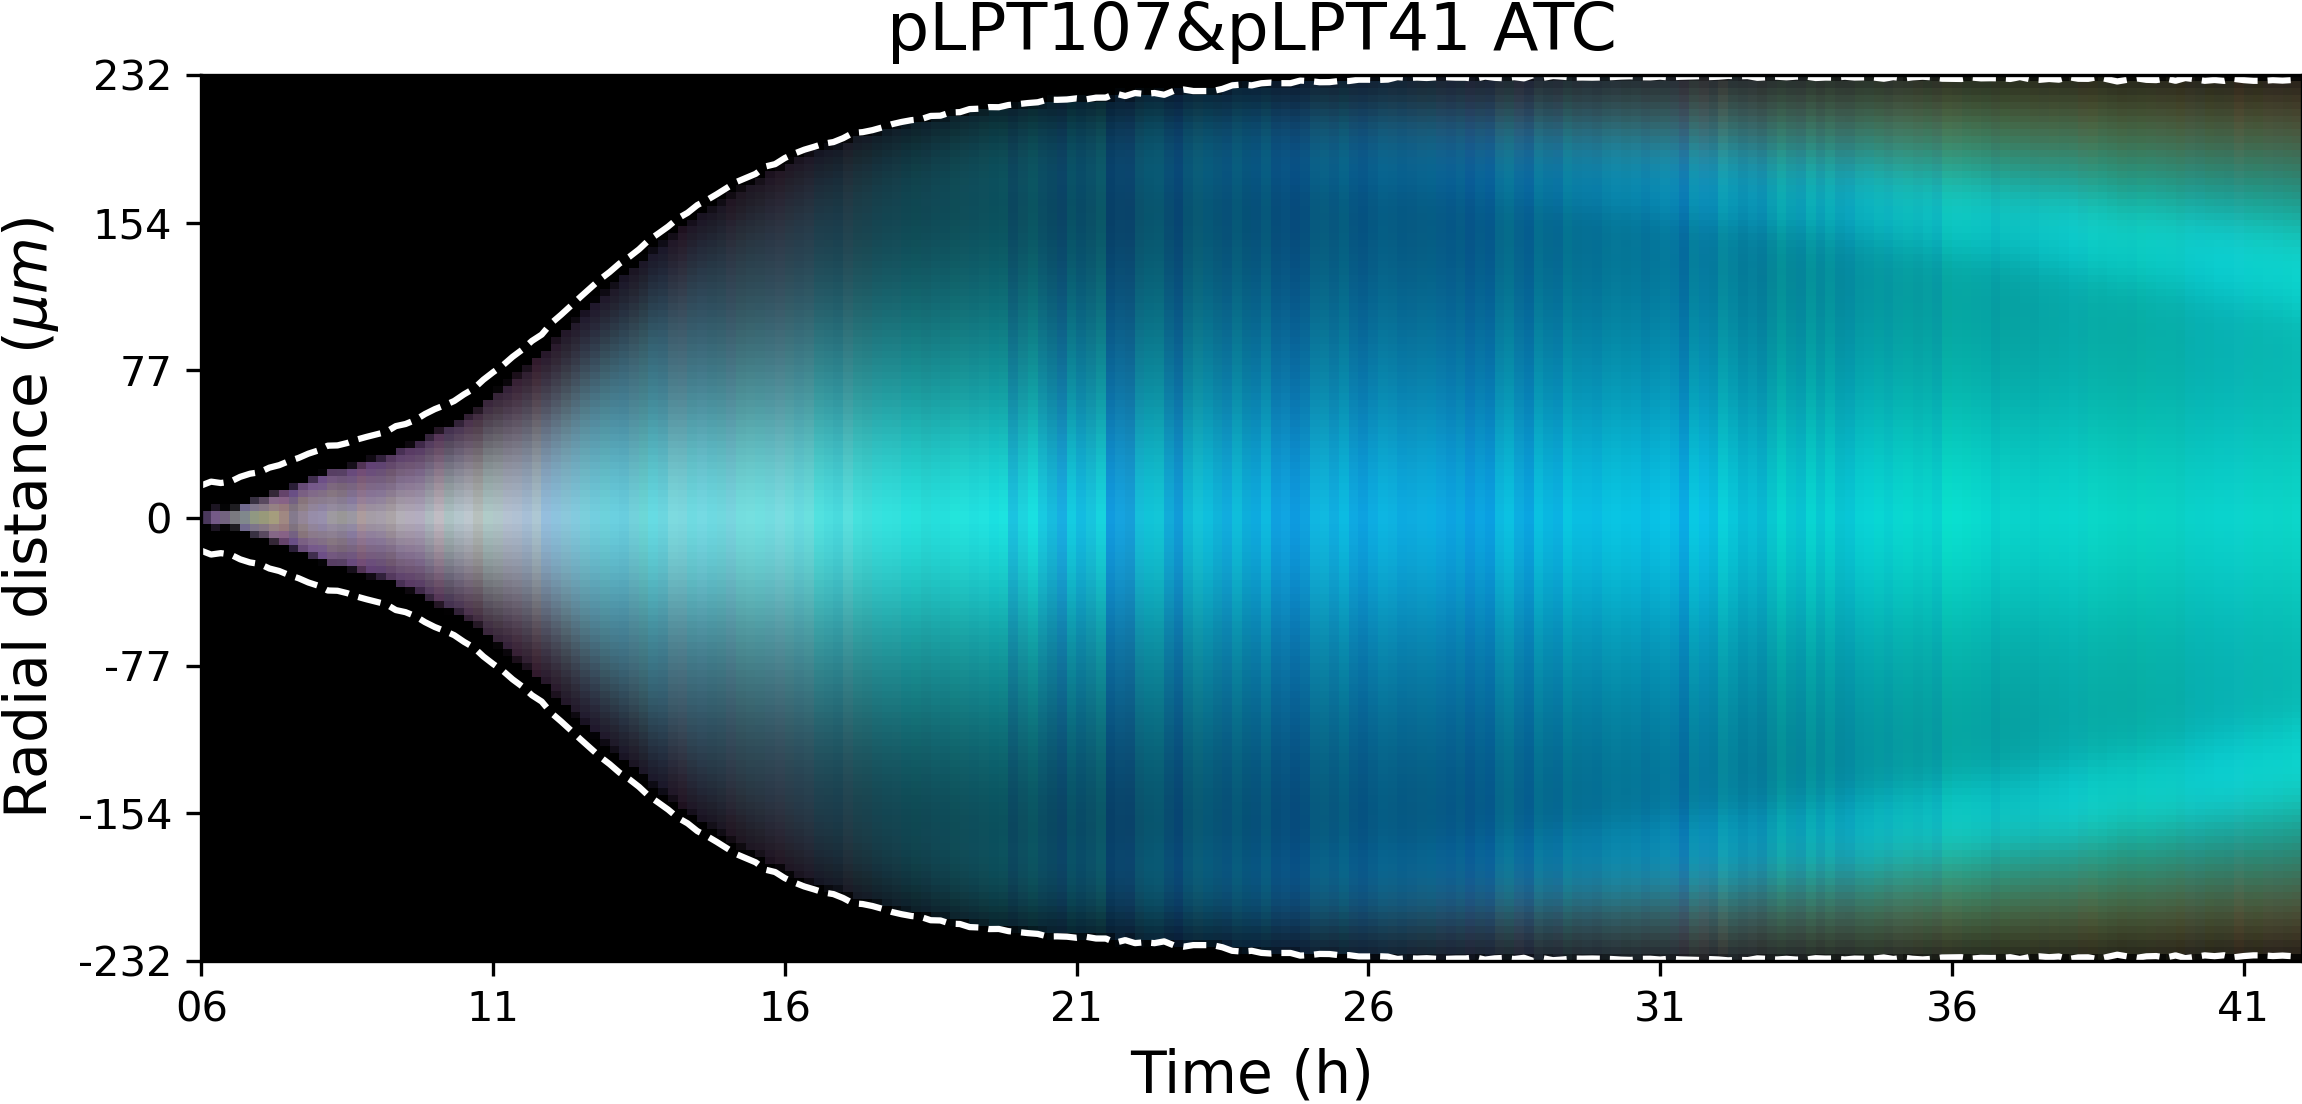 pLPT107&pLPT41 ATC
Radial distance (μm)
232
154
77
0
-77
-154
-232
06 11 16 21 26 31 36 41
Time (h)